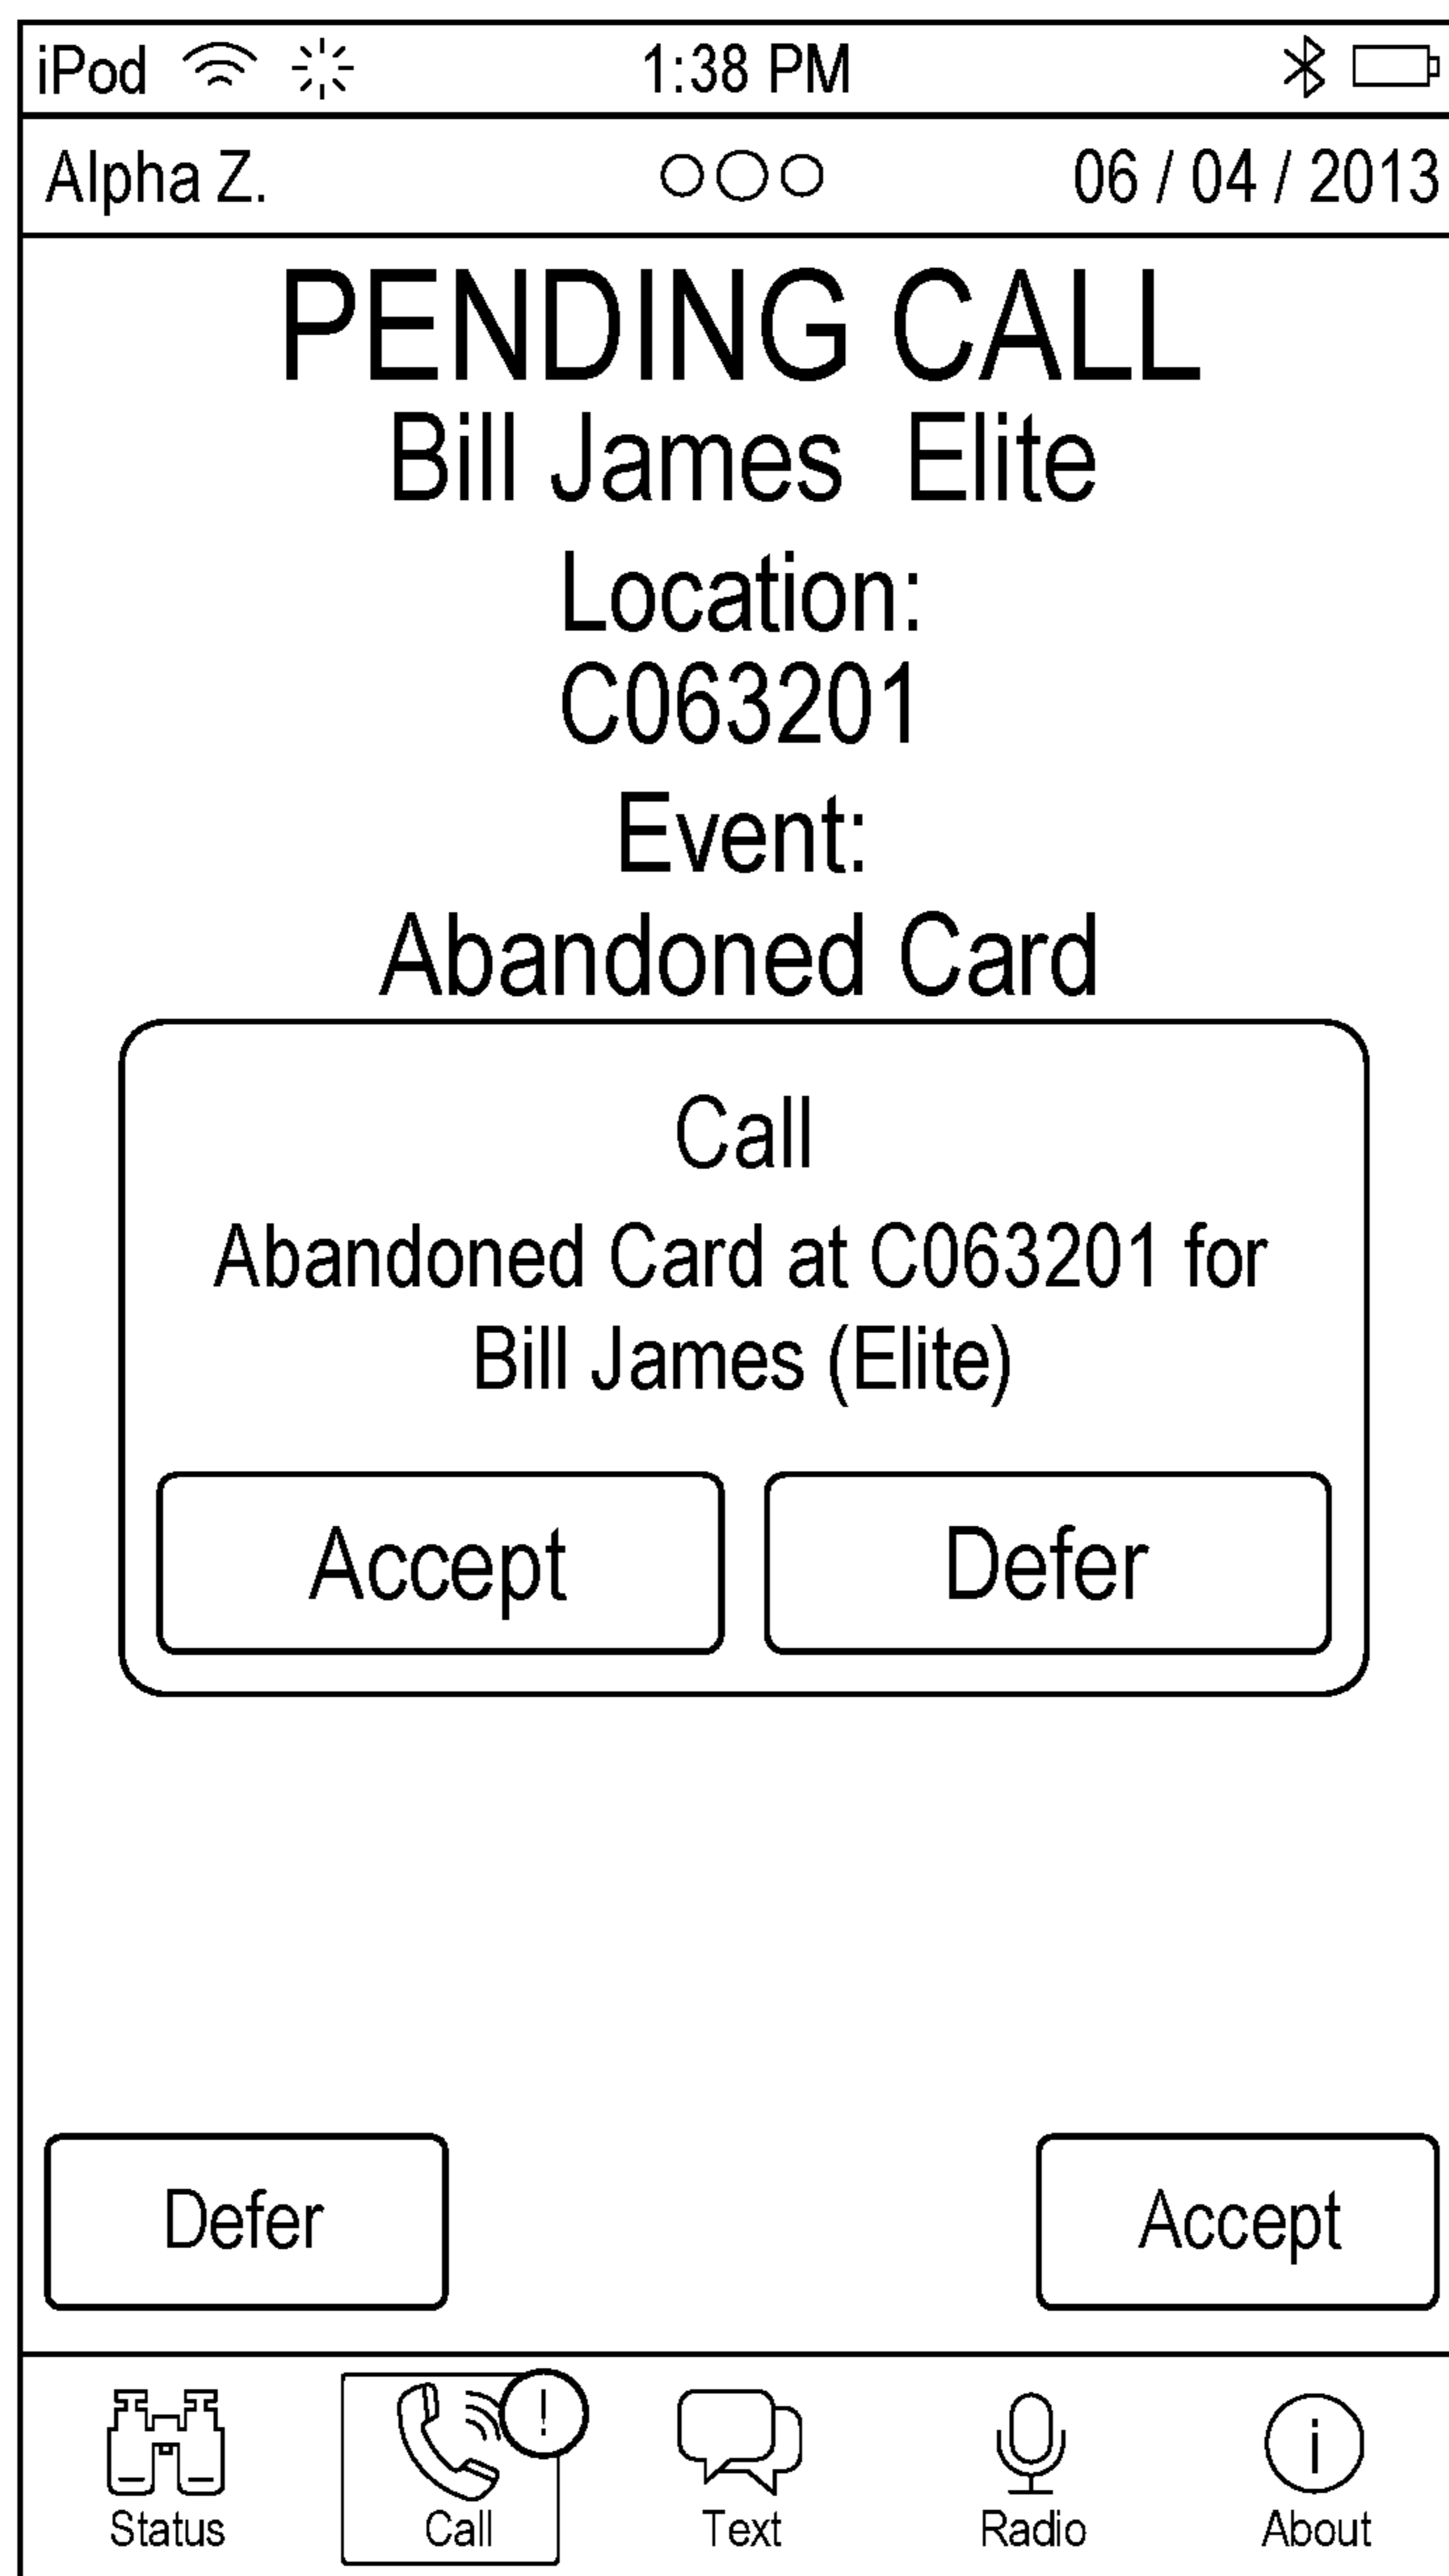 iPod 1:38 PM
Alpha Z. 06 / 04 / 2013
PENDING CALL
Bill James Elite
Location:
C063201
Event:
Abandoned Card
Call
Abandoned Card at C063201 for
Bill James (Elite)
Accept Defer
Defer Accept
!
i
Status Call Text Radio About